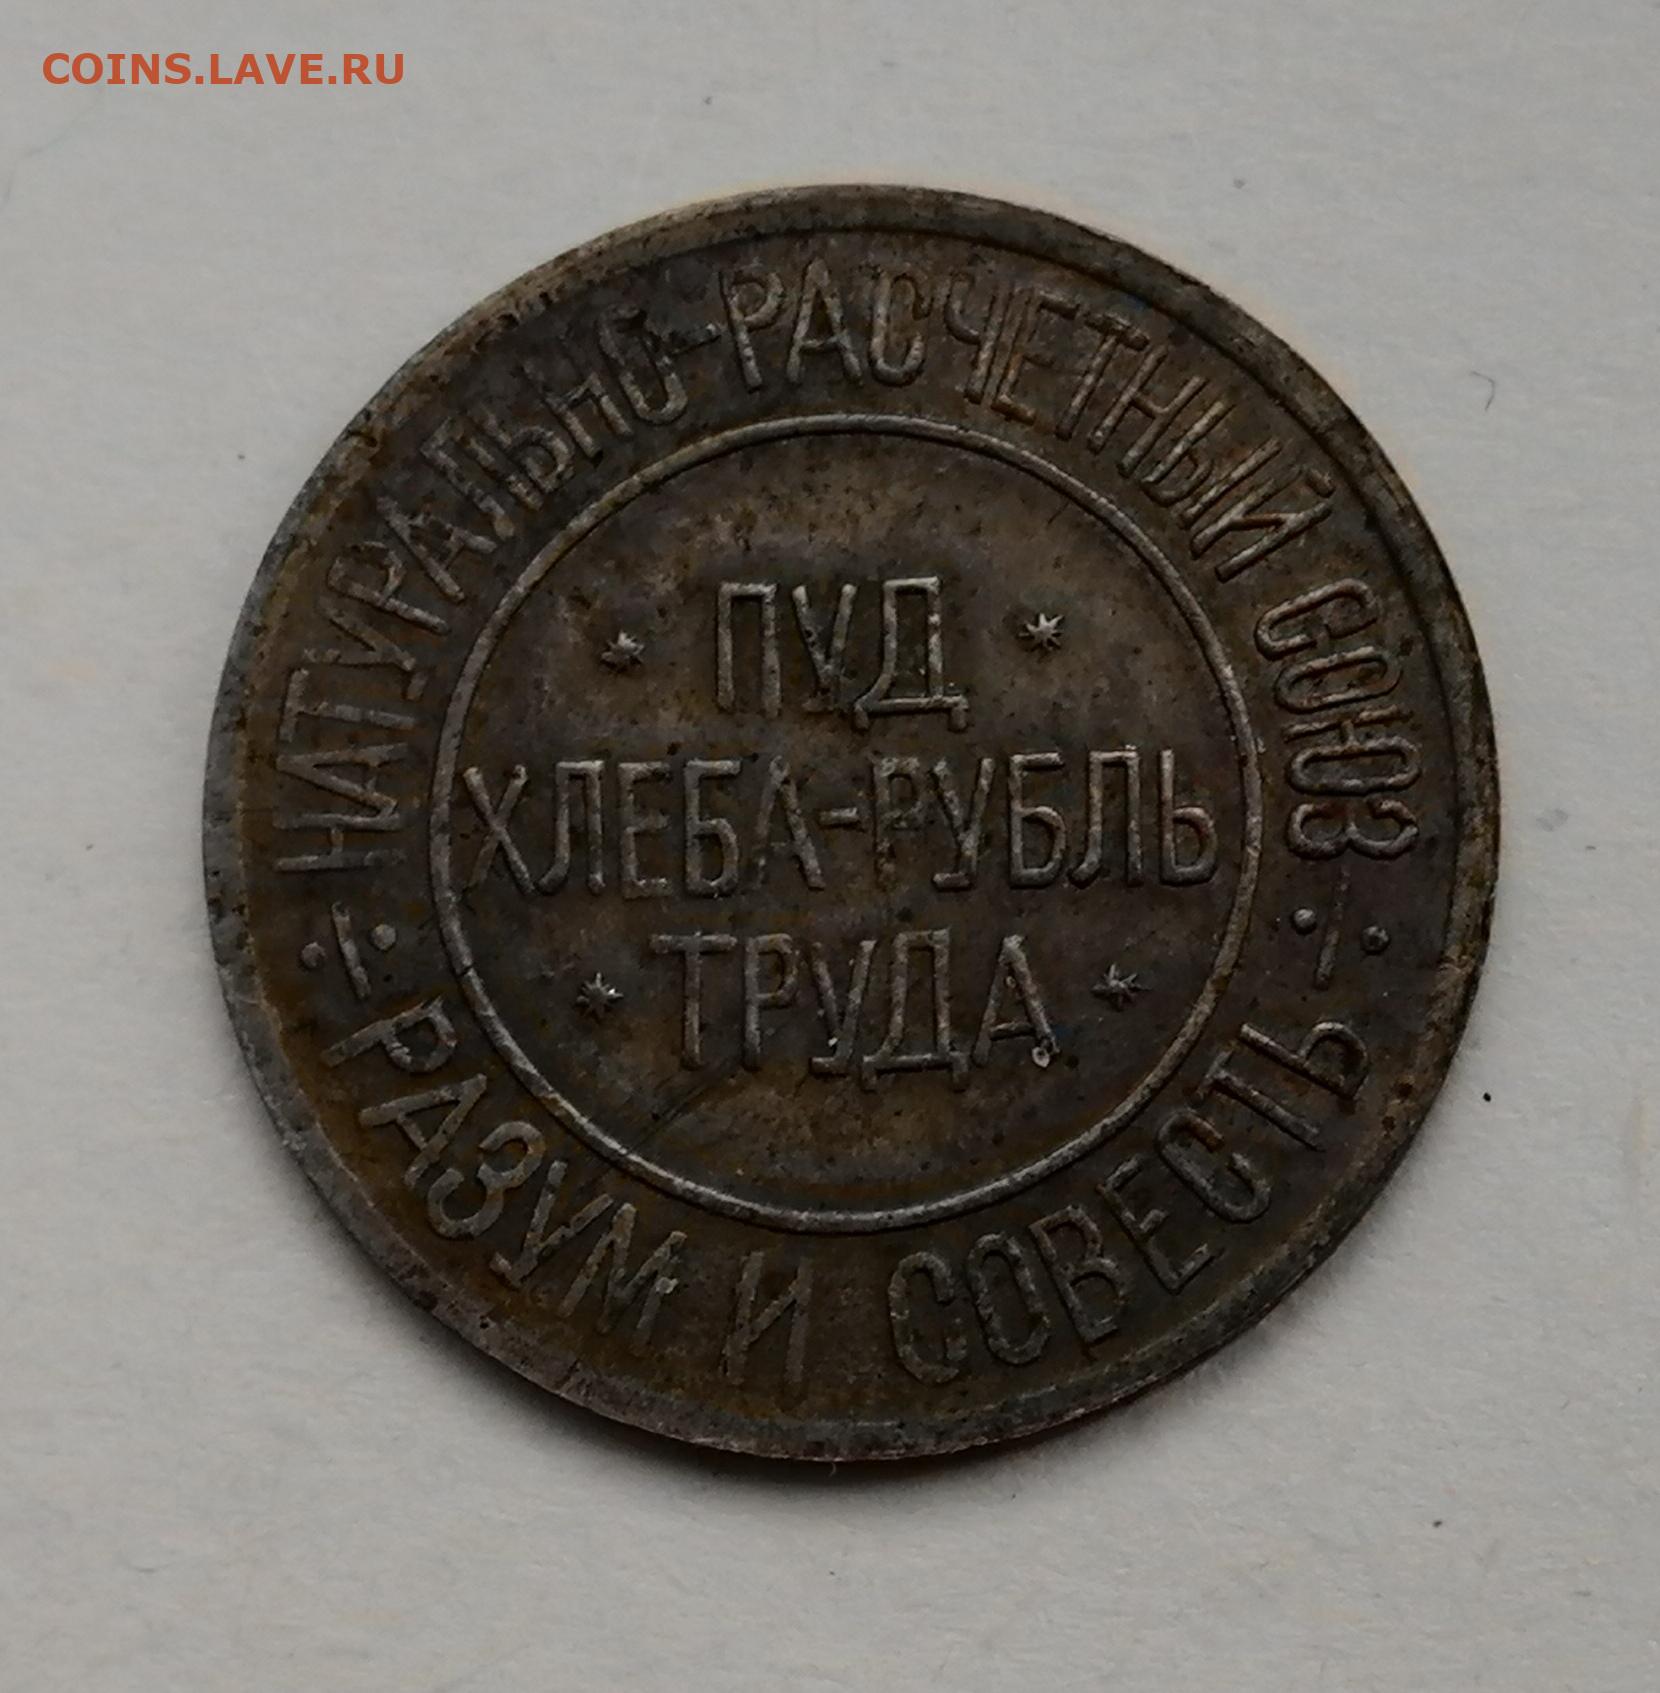 COINS.LAVE.RU
НАТУРАЛЬНО-РАСЧЕТНЫЙ СОЮЗ
ПУД
ХЛЕБА-РУБЛЬ
ТРУДА
РАЗУМ И СОВЕСТЬ